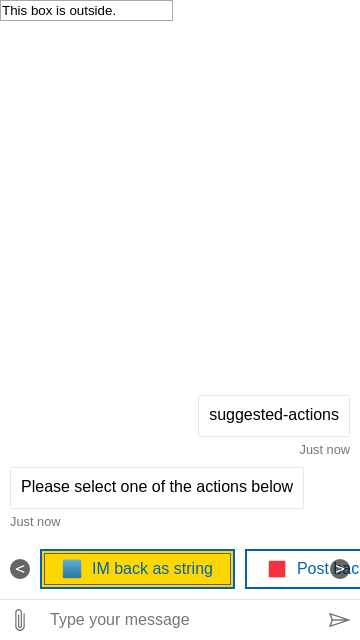 This box is outside.
suggested-actions
Just now
Please select one of the actions below
Just now
< IM back as string Post >
Type your message